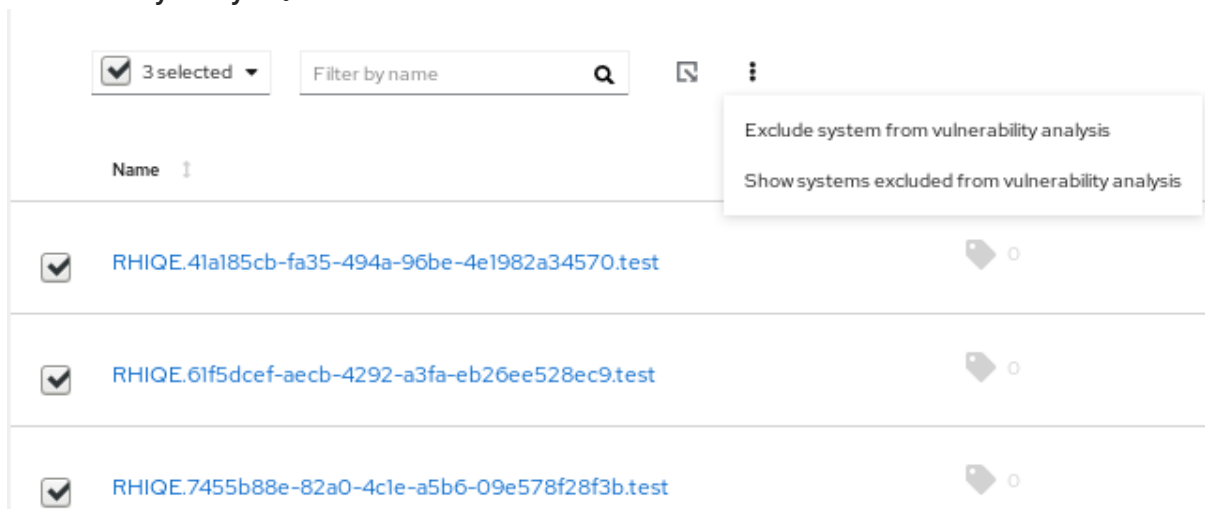 3 selected
Filter by name
Exclude system from vulnerability analysis
Show systems excluded from vulnerability analysis
Name
RHIQE.41a185cb-fa35-494a-96be-4e1982a34570.test
0
RHIQE.61f5dcef-aecb-4292-a3fa-eb26ee528ec9.test
0
RHIQE.7455b88e-82a0-4c1e-a5b6-09e578f28f3b.test
0